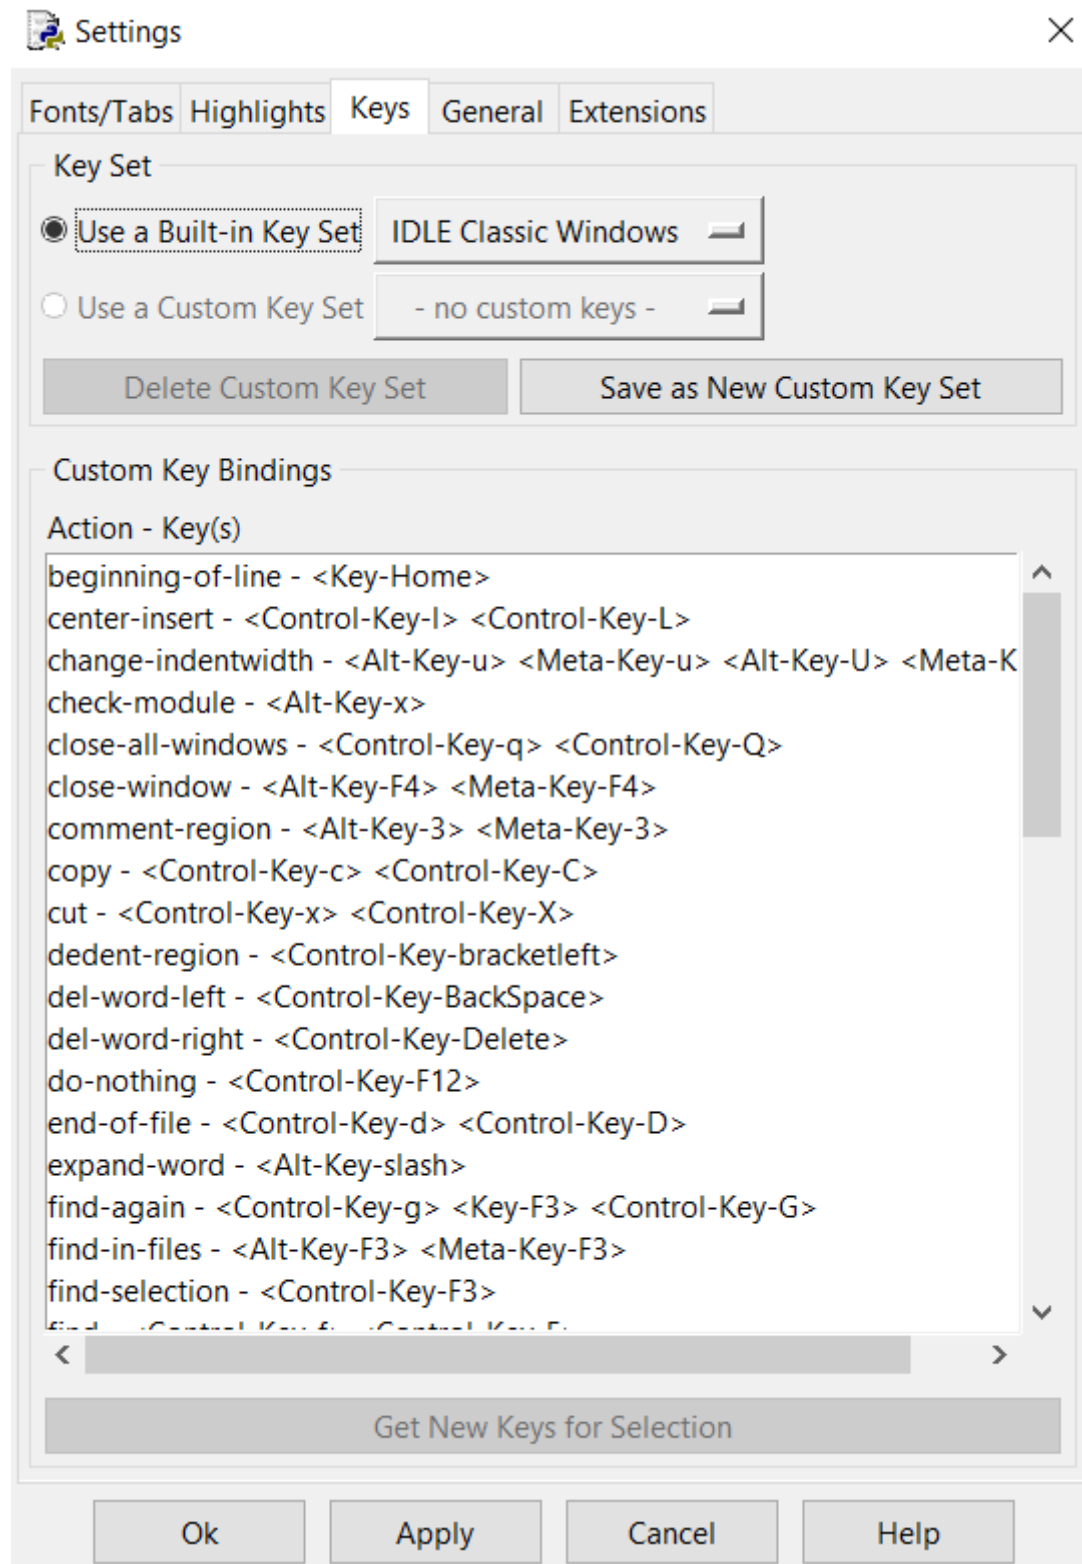 Settings
Fonts/Tabs Highlights Keys General Extensions
Key Set
Use a Built-in Key Set IDLE Classic Windows
Use a Custom Key Set - no custom keys -
Delete Custom Key Set Save as New Custom Key Set
Custom Key Bindings
Action - Key(s)
beginning-of-line - <Key-Home>
center-insert - <Control-Key-l> <Control-Key-L>
change-indentwidth - <Alt-Key-u> <Meta-Key-u> <Alt-Key-U> <Meta-K
check-module - <Alt-Key-x>
close-all-windows - <Control-Key-q> <Control-Key-Q>
close-window - <Alt-Key-F4> <Meta-Key-F4>
comment-region - <Alt-Key-3> <Meta-Key-3>
copy - <Control-Key-c> <Control-Key-C>
cut - <Control-Key-x> <Control-Key-X>
dedent-region - <Control-Key-bracketleft>
del-word-left - <Control-Key-BackSpace>
del-word-right - <Control-Key-Delete>
do-nothing - <Control-Key-F12>
end-of-file - <Control-Key-d> <Control-Key-D>
expand-word - <Alt-Key-slash>
find-again - <Control-Key-g> <Key-F3> <Control-Key-G>
find-in-files - <Alt-Key-F3> <Meta-Key-F3>
find-selection - <Control-Key-F3>
find - <Control-Key-f> <Control-Key-F>
Get New Keys for Selection
Ok Apply Cancel Help